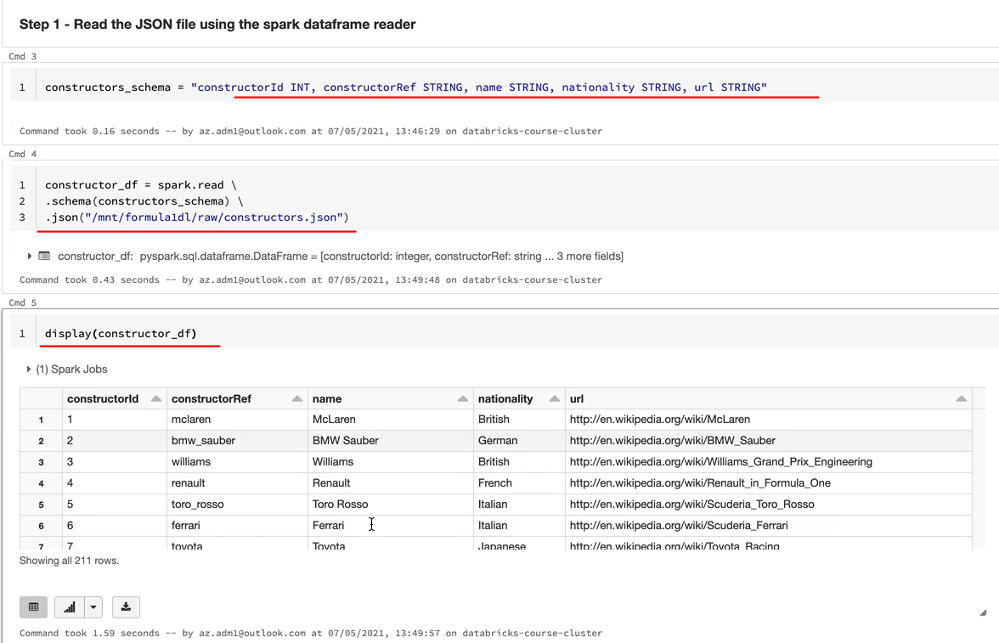 Step 1 - Read the JSON file using the spark dataframe reader
Cmd 3
1 constructors_schema = "constructorId INT, constructorRef STRING, name STRING, nationality STRING, url STRING"
Command took 0.16 seconds -- by az.adm1@outlook.com at 07/05/2021, 13:46:29 on databricks-course-cluster
Cmd 4
1 constructor_df = spark.read \
2 .schema(constructors_schema) \
3 .json("/mnt/formula1dl/raw/constructors.json")
constructor_df: pyspark.sql.dataframe.DataFrame = [constructorId: integer, constructorRef: string ... 3 more fields]
Command took 0.43 seconds -- by az.adm1@outlook.com at 07/05/2021, 13:49:48 on databricks-course-cluster
Cmd 5
1 display(constructor_df)
(1) Spark Jobs
constructorId constructorRef name nationality url
1 1 mclaren McLaren British http://en.wikipedia.org/wiki/McLaren
2 2 bmw_sauber BMW Sauber German http://en.wikipedia.org/wiki/BMW_Sauber
3 3 williams Williams British http://en.wikipedia.org/wiki/Williams_Grand_Prix_Engineering
4 4 renault Renault French http://en.wikipedia.org/wiki/Renault_in_Formula_One
5 5 toro_rosso Toro Rosso Italian http://en.wikipedia.org/wiki/Scuderia_Toro_Rosso
6 6 ferrari Ferrari Italian http://en.wikipedia.org/wiki/Scuderia_Ferrari
7 7 toyota Toyota Japanese http://en.wikipedia.org/wiki/Toyota_Racing
Showing all 211 rows.
Command took 1.59 seconds -- by az.adm1@outlook.com at 07/05/2021, 13:49:57 on databricks-course-cluster